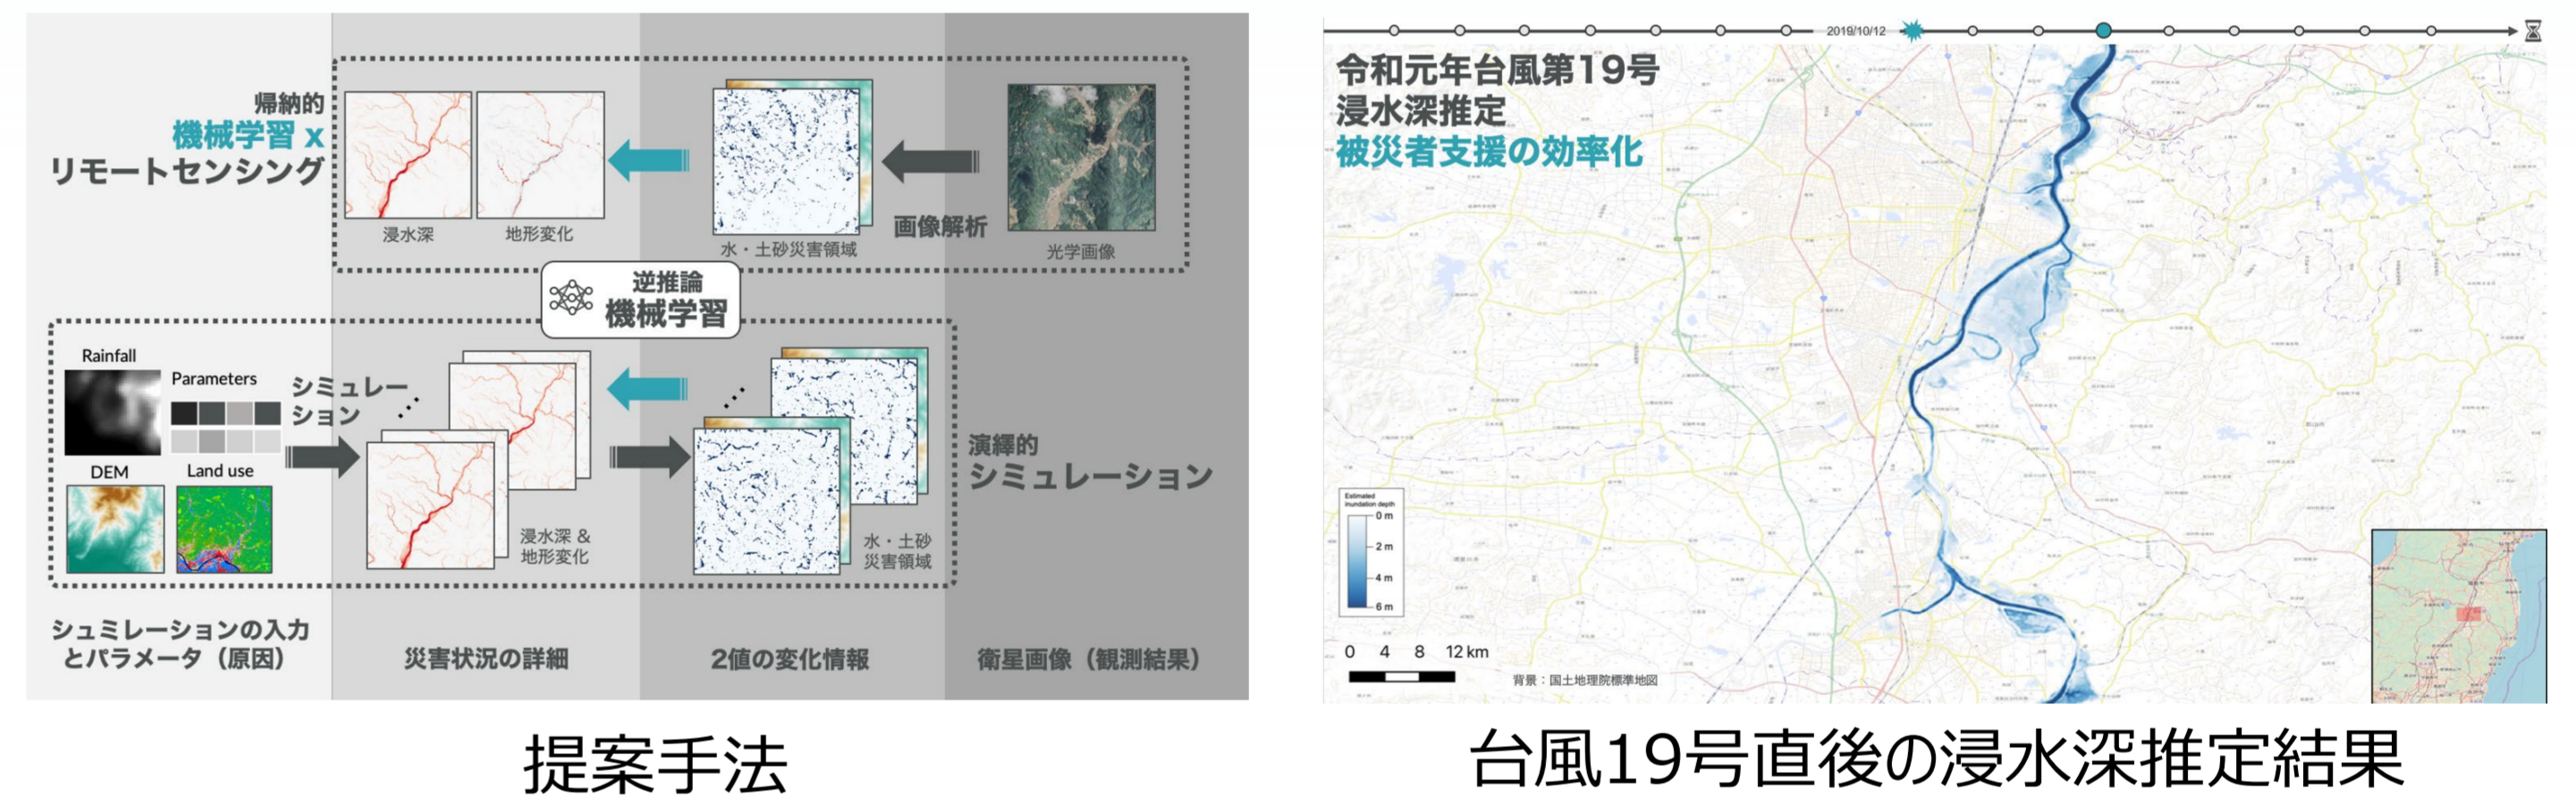 帰納的
機械学習 x
リモートセンシング
浸水深
地形変化
水・土砂災害領域
画像解析
光学画像
逆推論
機械学習
Rainfall
Parameters
DEM
Land use
シミュレー
ション
浸水深 &
地形変化
水・土砂
災害領域
演繹的
シミュレーション
シュミレーションの入力
とパラメータ（原因）
災害状況の詳細
2値の変化情報
衛星画像（観測結果）
提案手法
2019/10/12
令和元年台風第19号
浸水深推定
被災者支援の効率化
Estimated
inundation depth
0 m
2 m
4 m
6 m
0 4 8 12 km
背景：国土地理院標準地図
台風19号直後の浸水深推定結果